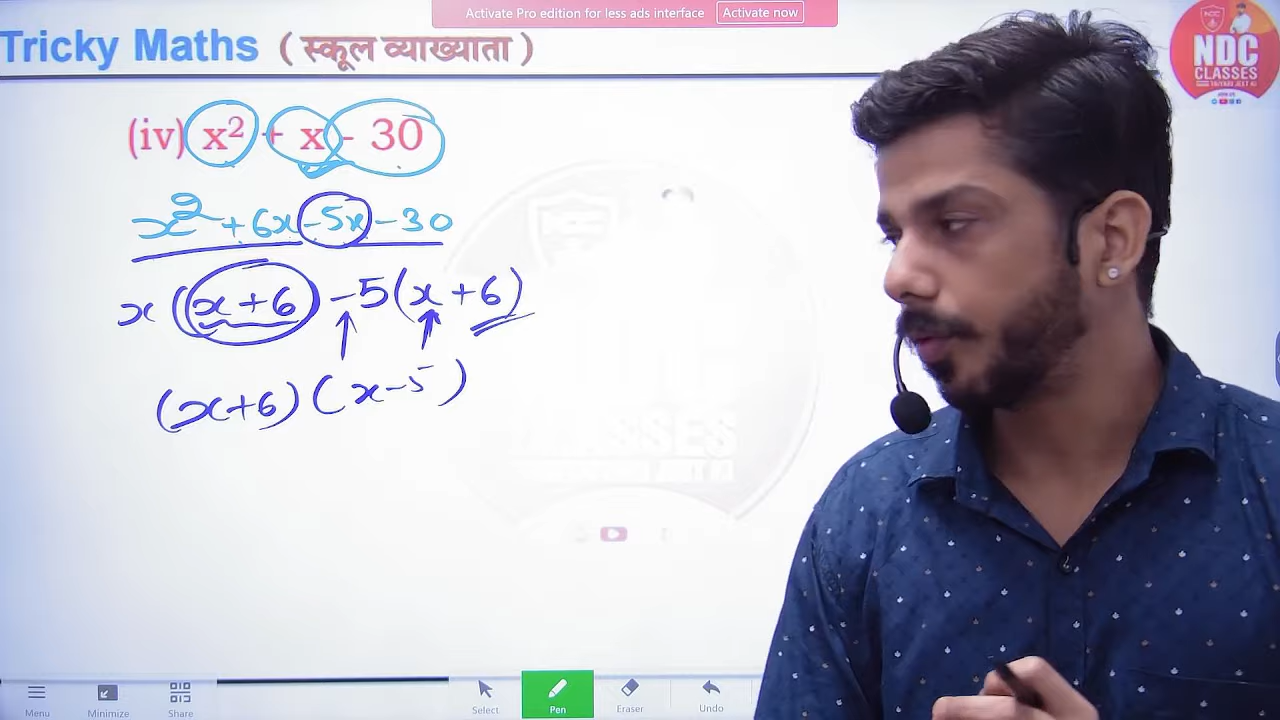 Activate Pro edition for less ads interface Activate now
Tricky Maths ( स्कूल व्याख्याता )
NDC
CLASSES
(iv) x² + x - 30
x² + 6x - 5x - 30
x (x + 6) - 5 (x + 6)
(x + 6) (x - 5)
Menu Minimize Share Select Pen Eraser Undo